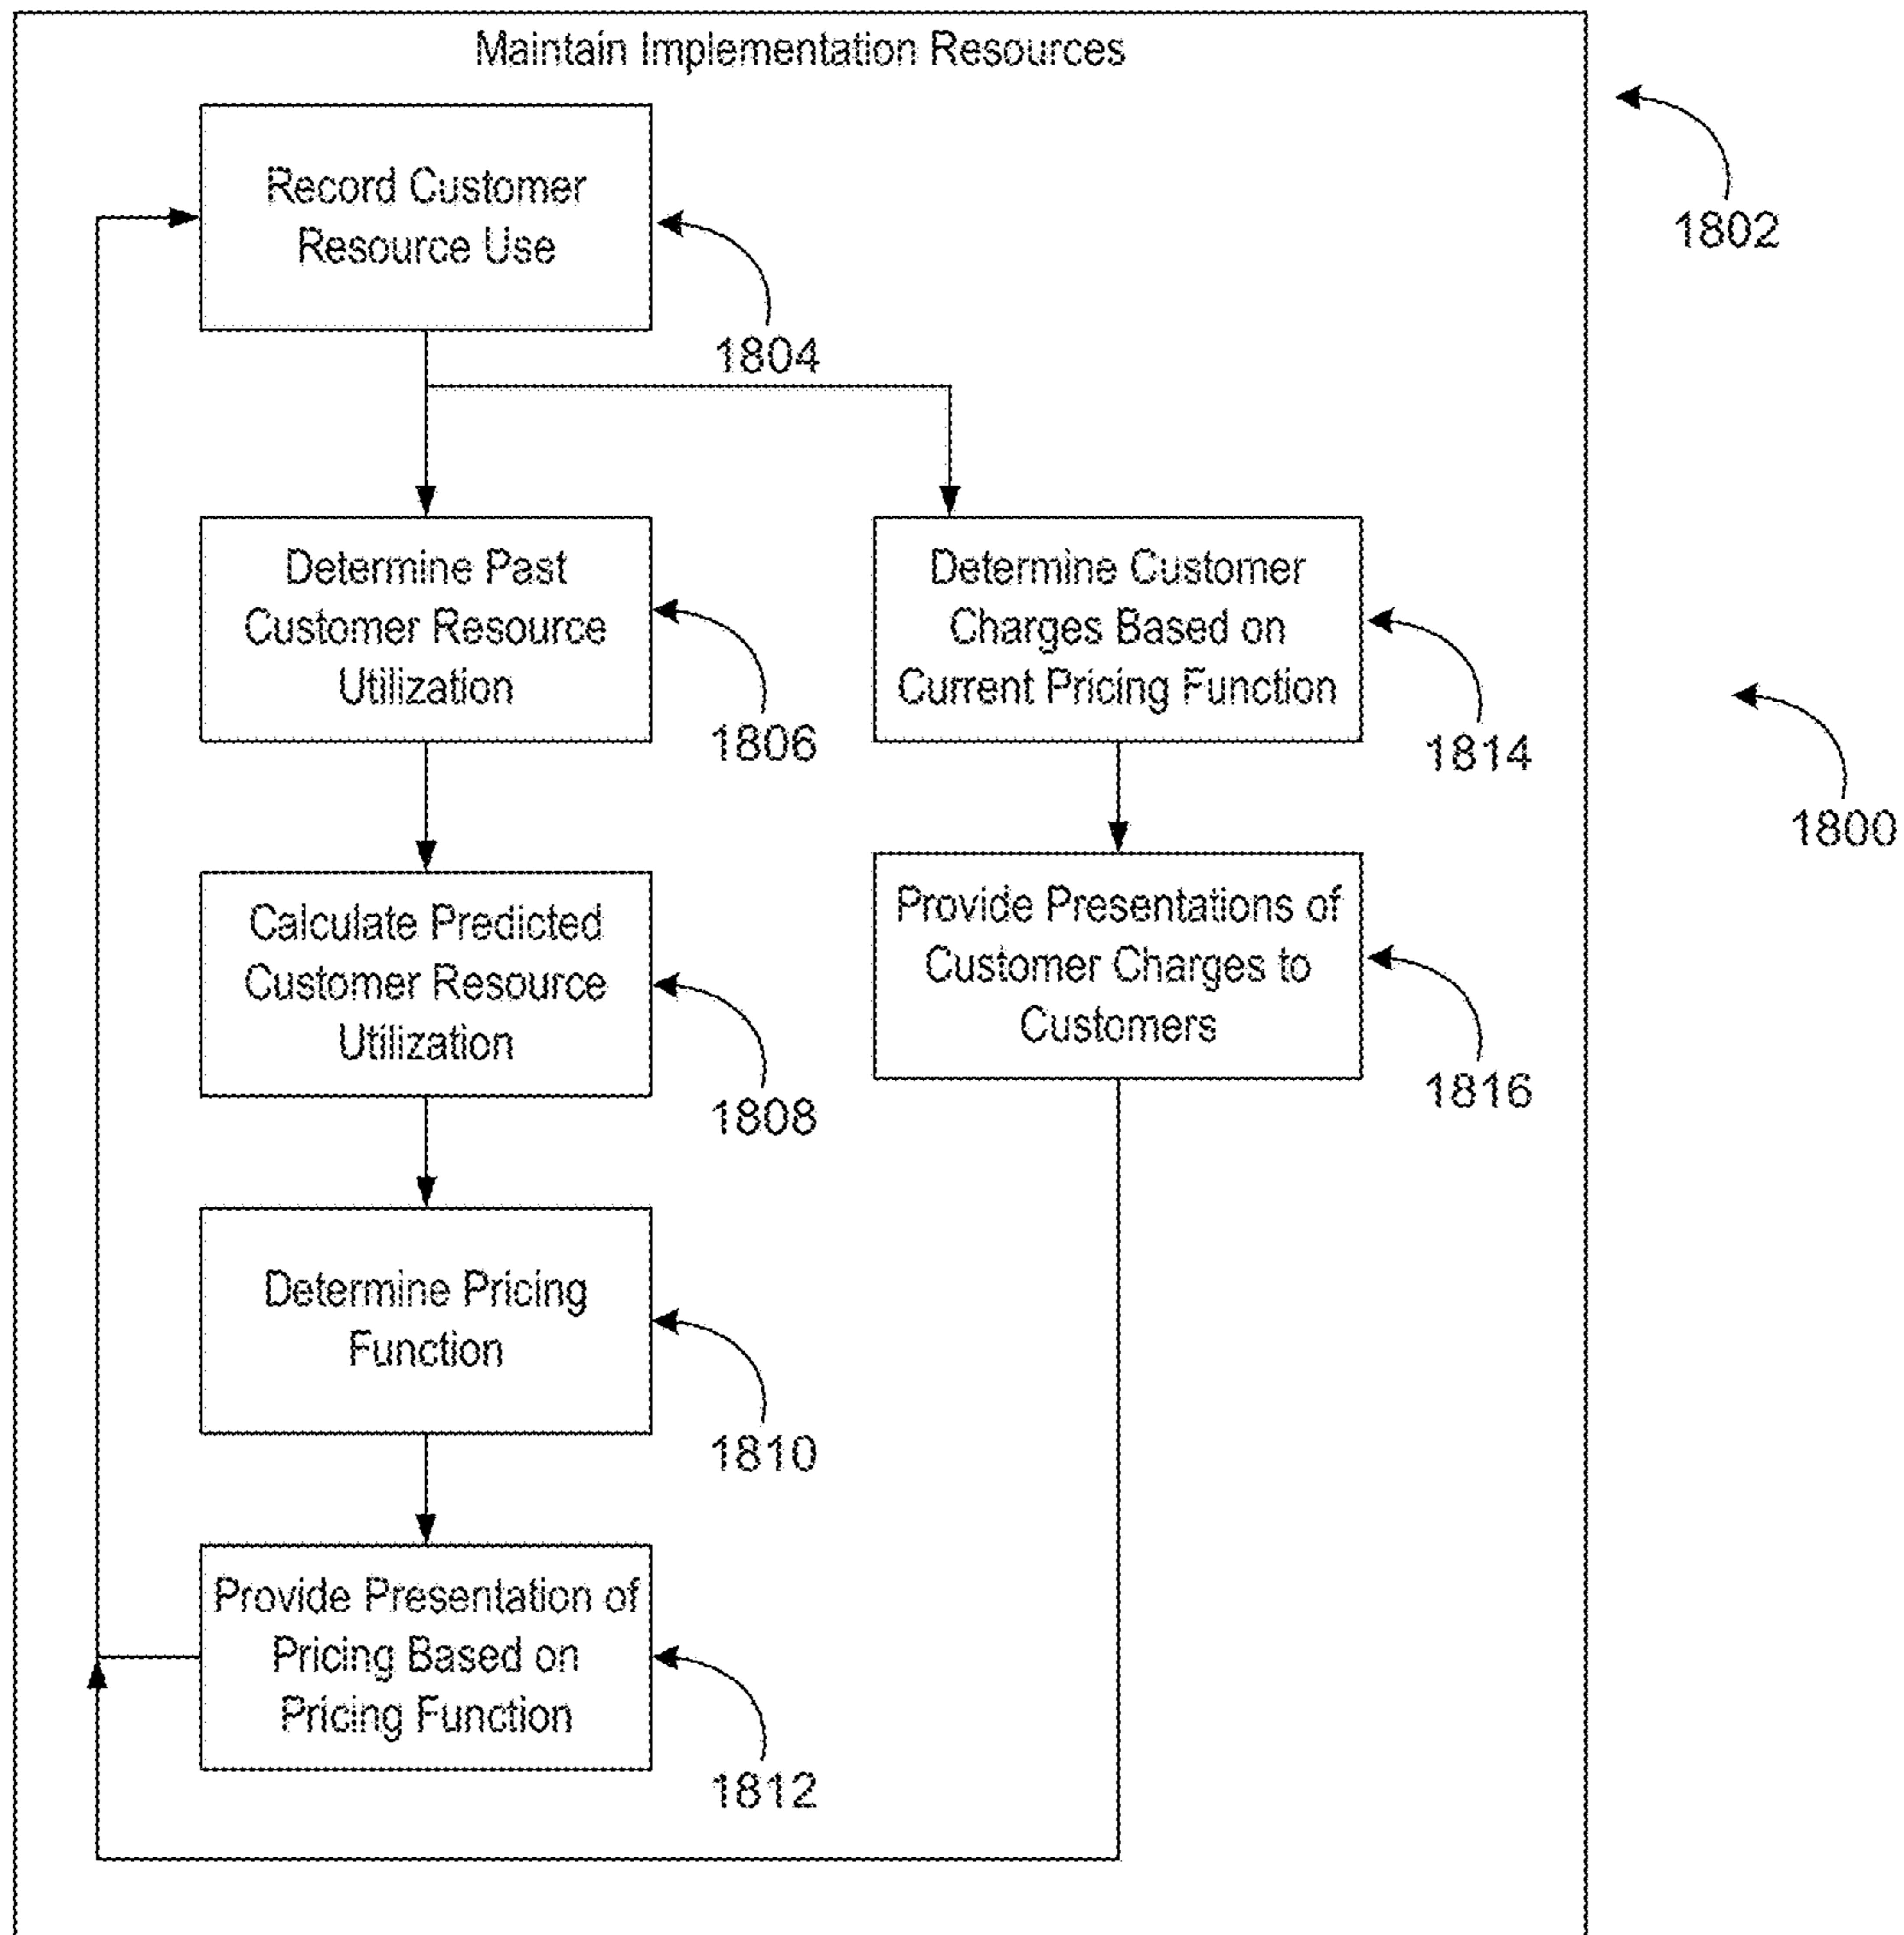 Maintain Implementation Resources
1802
Record Customer
Resource Use
1804
Determine Past
Customer Resource
Utilization
1806
Determine Customer
Charges Based on
Current Pricing Function
1814
1800
Calculate Predicted
Customer Resource
Utilization
1808
Provide Presentations of
Customer Charges to
Customers
1816
Determine Pricing
Function
1810
Provide Presentation of
Pricing Based on
Pricing Function
1812